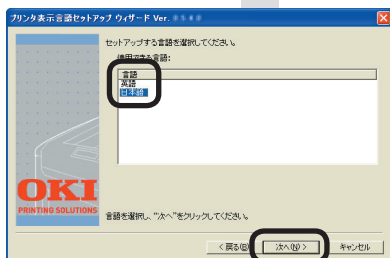 プリンタ表示言語セットアップ ウィザード Ver.
セットアップする言語を選択してください。
使用できる言語:
言語
英語
日本語
OKI
PRINTING SOLUTIONS
言語を選択し、"次へ"をクリックしてください。
< 戻る(B)
次へ(N) >
キャンセル